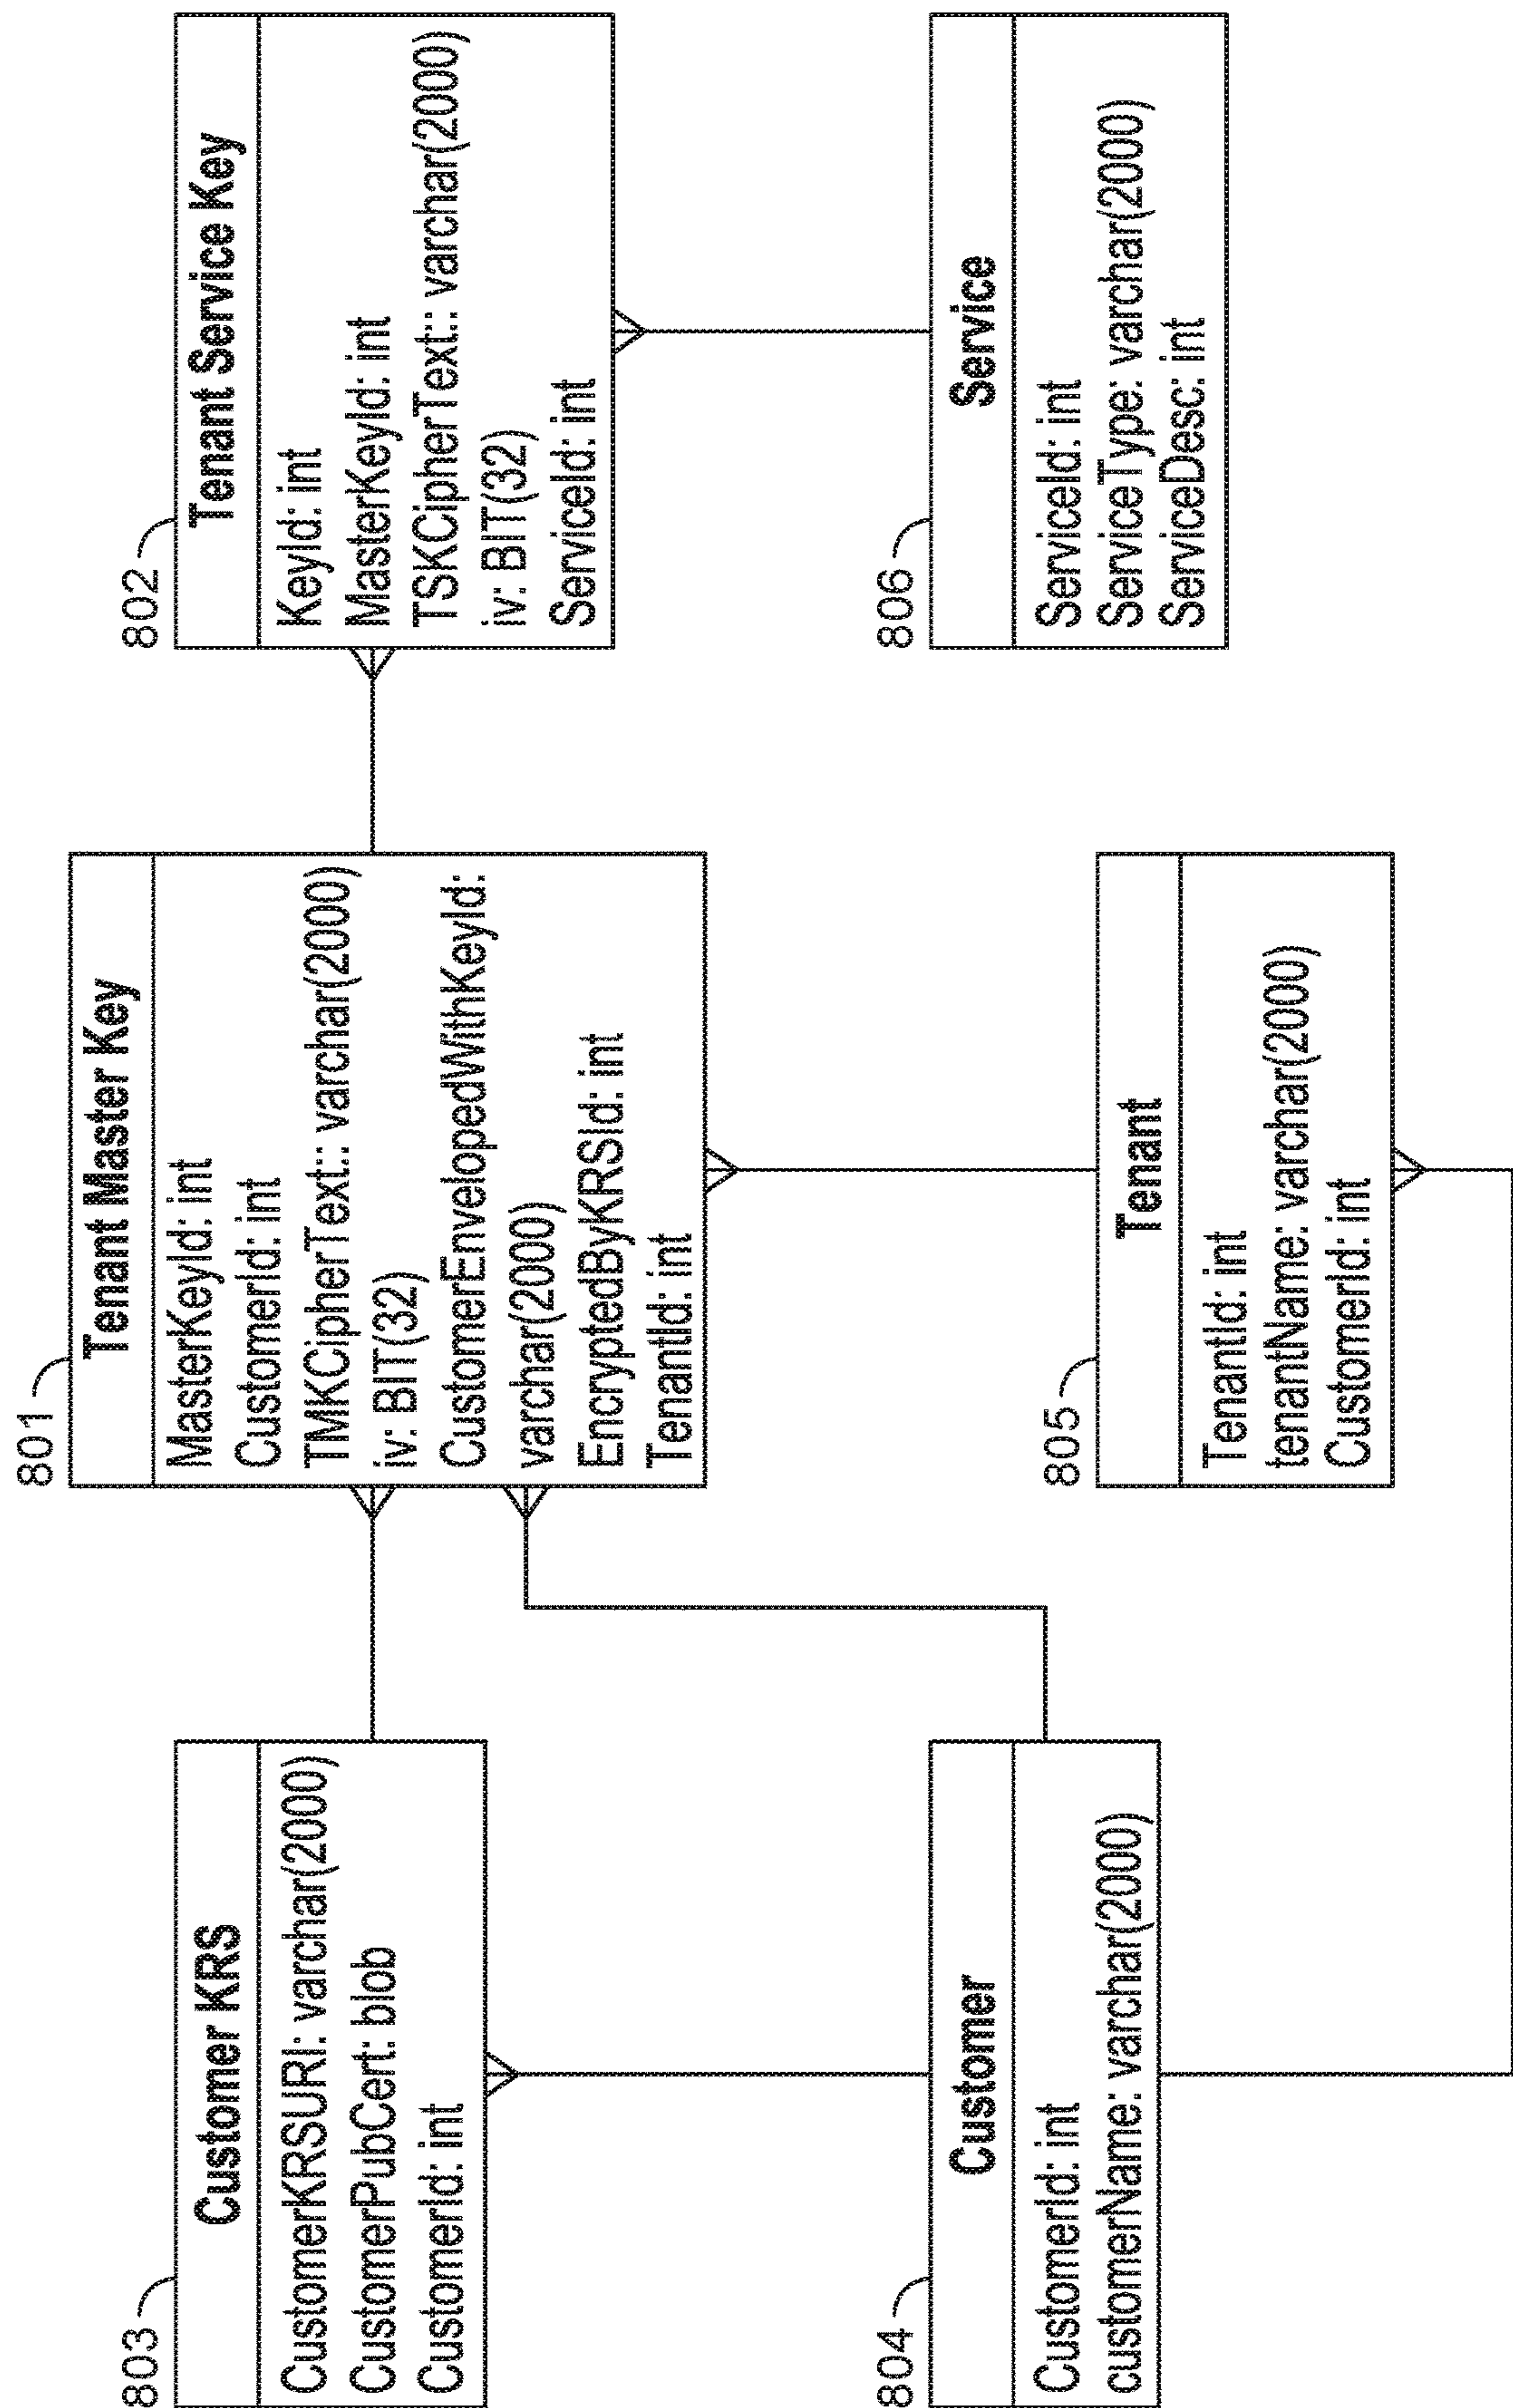 803
Customer KRS
CustomerKRSURI: varchar(2000)
CustomerPubCert: blob
CustomerId: int
801
Tenant Master Key
MasterKeyId: int
CustomerId: int
TMKCipherText:: varchar(2000)
iv: BIT(32)
CustomerEnvelopedWithKeyId:
varchar(2000)
EncryptedByKRSId: int
TenantId: int
802
Tenant Service Key
KeyId: int
MasterKeyId: int
TSKCipherText:: varchar(2000)
iv: BIT(32)
ServiceId: int
804
Customer
CustomerId: int
customerName: varchar(2000)
805
Tenant
TenantId: int
tenantName: varchar(2000)
CustomerId: int
806
Service
ServiceId: int
ServiceType: varchar(2000)
ServiceDesc: int